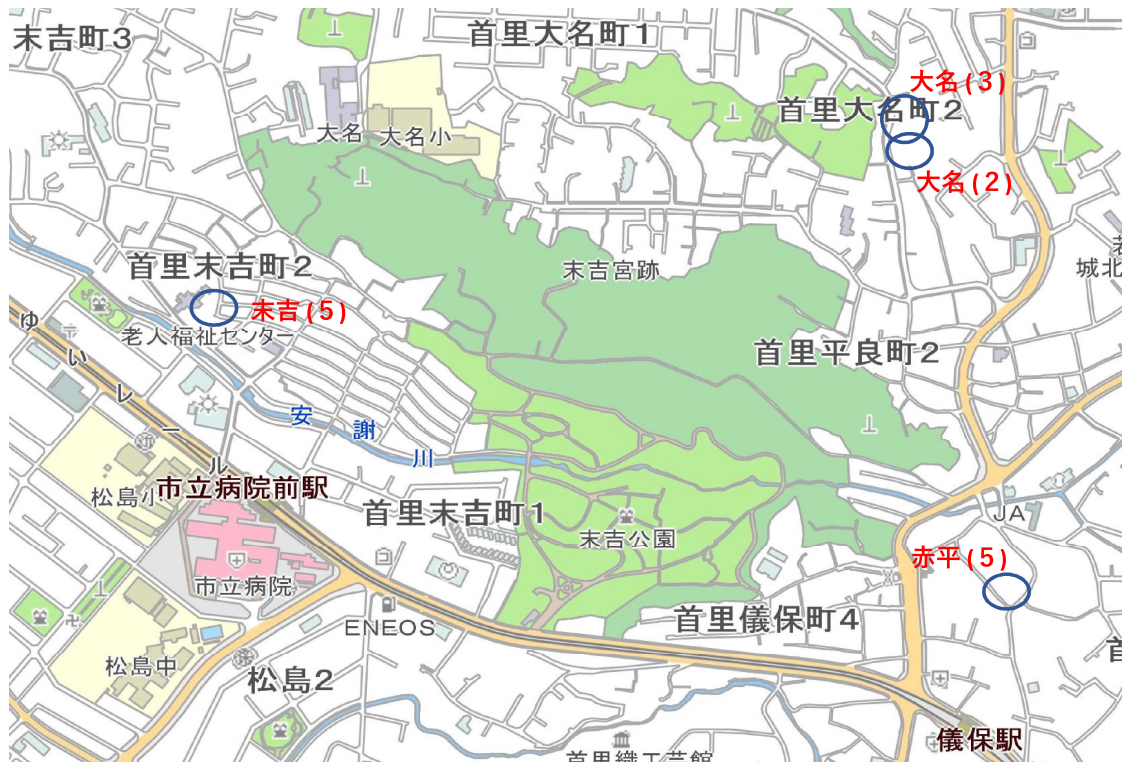 末吉町3
首里大名町1
大名(3)
首里大名町2
大名(2)
大名
大名小
首里末吉町2
末吉宮跡
城北
末吉(5)
老人福祉センター
首里平良町2
ゆいレール
安謝川
松島小
市立病院前駅
首里末吉町1
JA
末吉公園
赤平(5)
市立病院
首里儀保町4
ENEOS
松島中
松島2
儀保駅
首里織工芸館